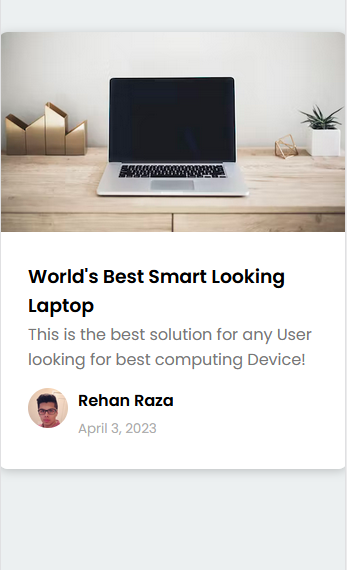 World's Best Smart Looking
Laptop
This is the best solution for any User
looking for best computing Device!
Rehan Raza
April 3, 2023